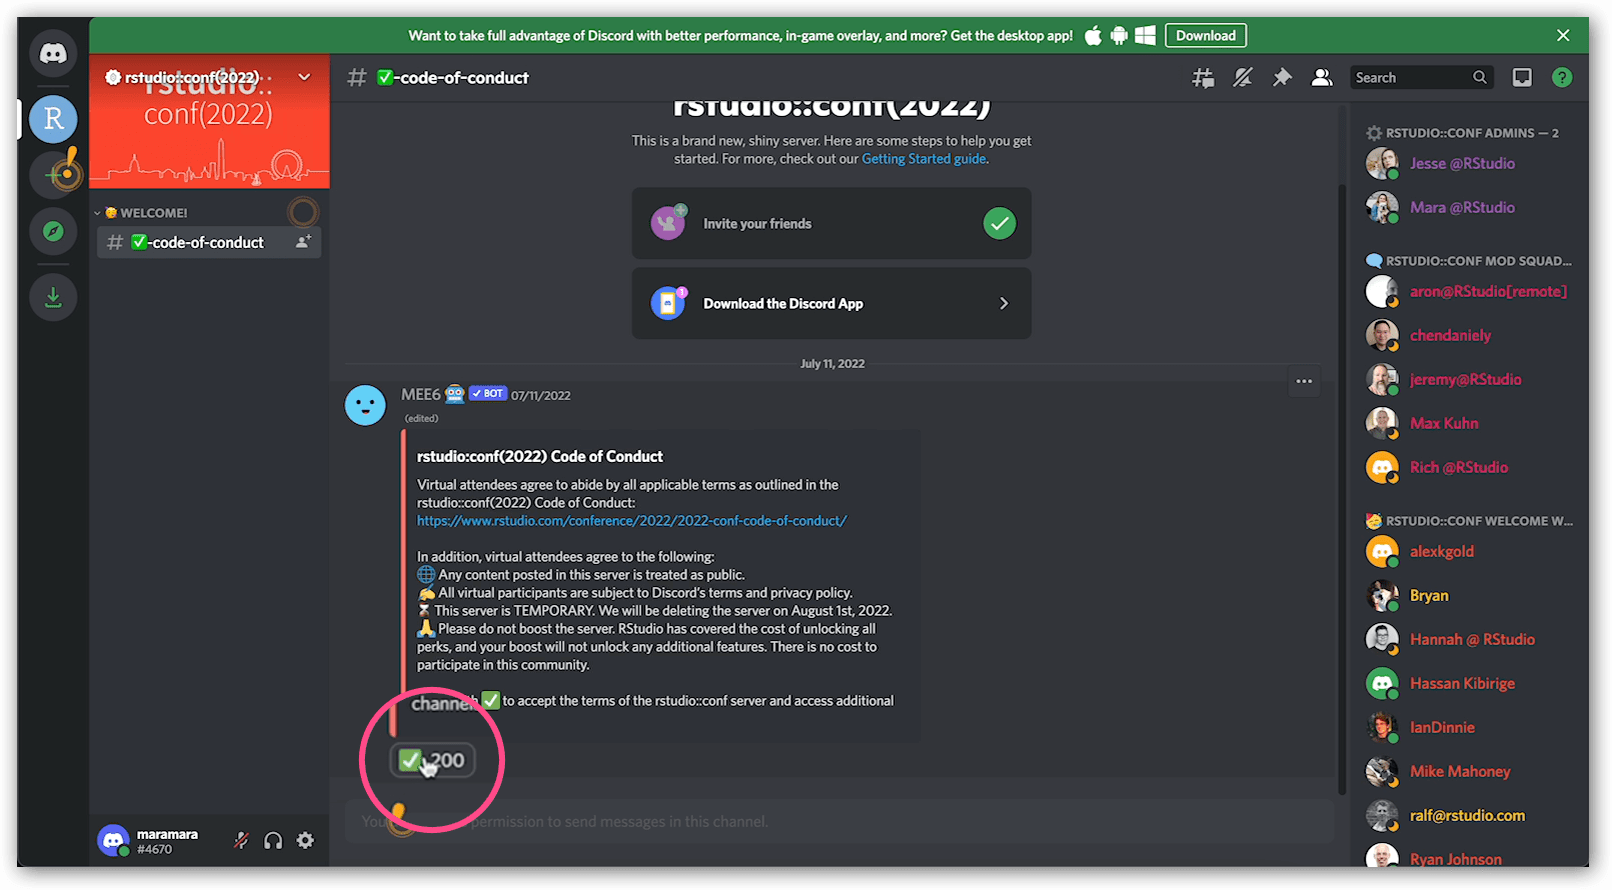 Want to take full advantage of Discord with better performance, in-game overlay, and more? Get the desktop app! Download
rstudio::conf(2022)
rstudio::
conf(2022)
WELCOME!
# ✅-code-of-conduct
R
maramara
#4670
# ✅-code-of-conduct
Search
?
rstudio::conf(2022)
This is a brand new, shiny server. Here are some steps to help you get
started. For more, check out our Getting Started guide.
Invite your friends
Download the Discord App
July 11, 2022
MEE6 🤖 ✓ BOT 07/11/2022
(edited)
rstudio:conf(2022) Code of Conduct
Virtual attendees agree to abide by all applicable terms as outlined in the
rstudio::conf(2022) Code of Conduct:
https://www.rstudio.com/conference/2022/2022-conf-code-of-conduct/
In addition, virtual attendees agree to the following:
🌐 Any content posted in this server is treated as public.
✍️ All virtual participants are subject to Discord's terms and privacy policy.
⏳ This server is TEMPORARY. We will be deleting the server on August 1st, 2022.
🙏 Please do not boost the server. RStudio has covered the cost of unlocking all
perks, and your boost will not unlock any additional features. There is no cost to
participate in this community.
✅ to accept the terms of the rstudio::conf server and access additional
channel
✅ 200
permission to send messages in this channel.
RSTUDIO::CONF ADMINS — 2
Jesse @RStudio
Mara @RStudio
RSTUDIO::CONF MOD SQUAD...
aron@RStudio[remote]
chendaniely
jeremy@RStudio
Max Kuhn
Rich @RStudio
RSTUDIO::CONF WELCOME W...
alexkgold
Bryan
Hannah @ RStudio
Hassan Kibirige
IanDinnie
Mike Mahoney
ralf@rstudio.com
Ryan Johnson